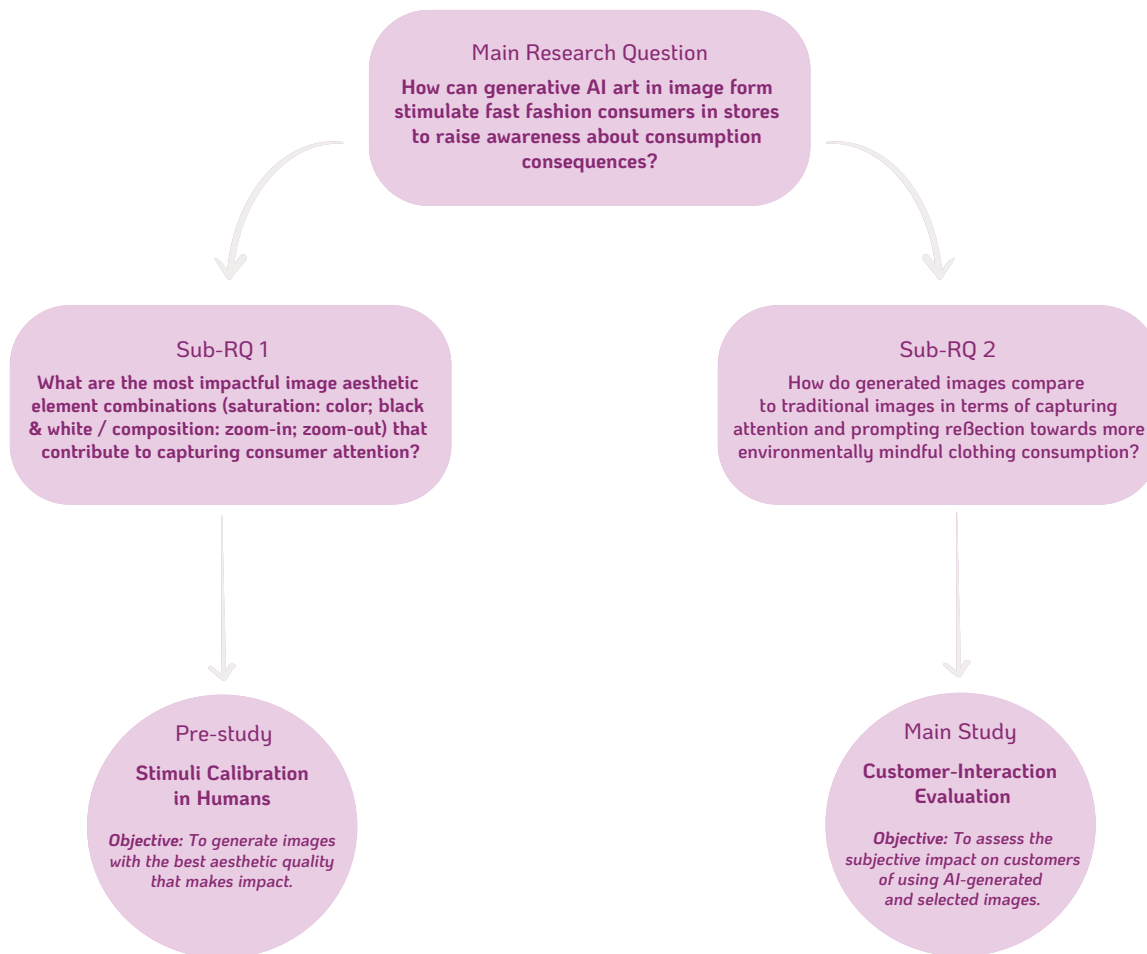 Main Research Question
How can generative AI art in image form
stimulate fast fashion consumers in stores
to raise awareness about consumption
consequences?
Sub-RQ 1
What are the most impactful image aesthetic
element combinations (saturation: color; black
& white / composition: zoom-in; zoom-out) that
contribute to capturing consumer attention?
Sub-RQ 2
How do generated images compare
to traditional images in terms of capturing
attention and prompting reßection towards more
environmentally mindful clothing consumption?
Pre-study
Stimuli Calibration
in Humans
Objective: To generate images
with the best aesthetic quality
that makes impact.
Main Study
Customer-Interaction
Evaluation
Objective: To assess the
subjective impact on customers
of using AI-generated
and selected images.